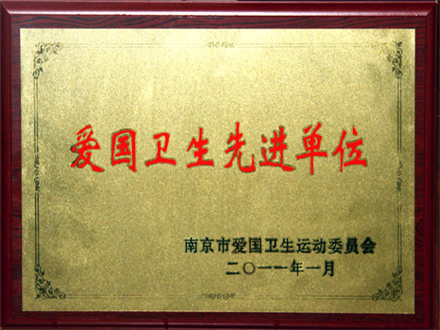 爱国卫生先进单位
南京市爱国卫生运动委员会
二〇一一年一月